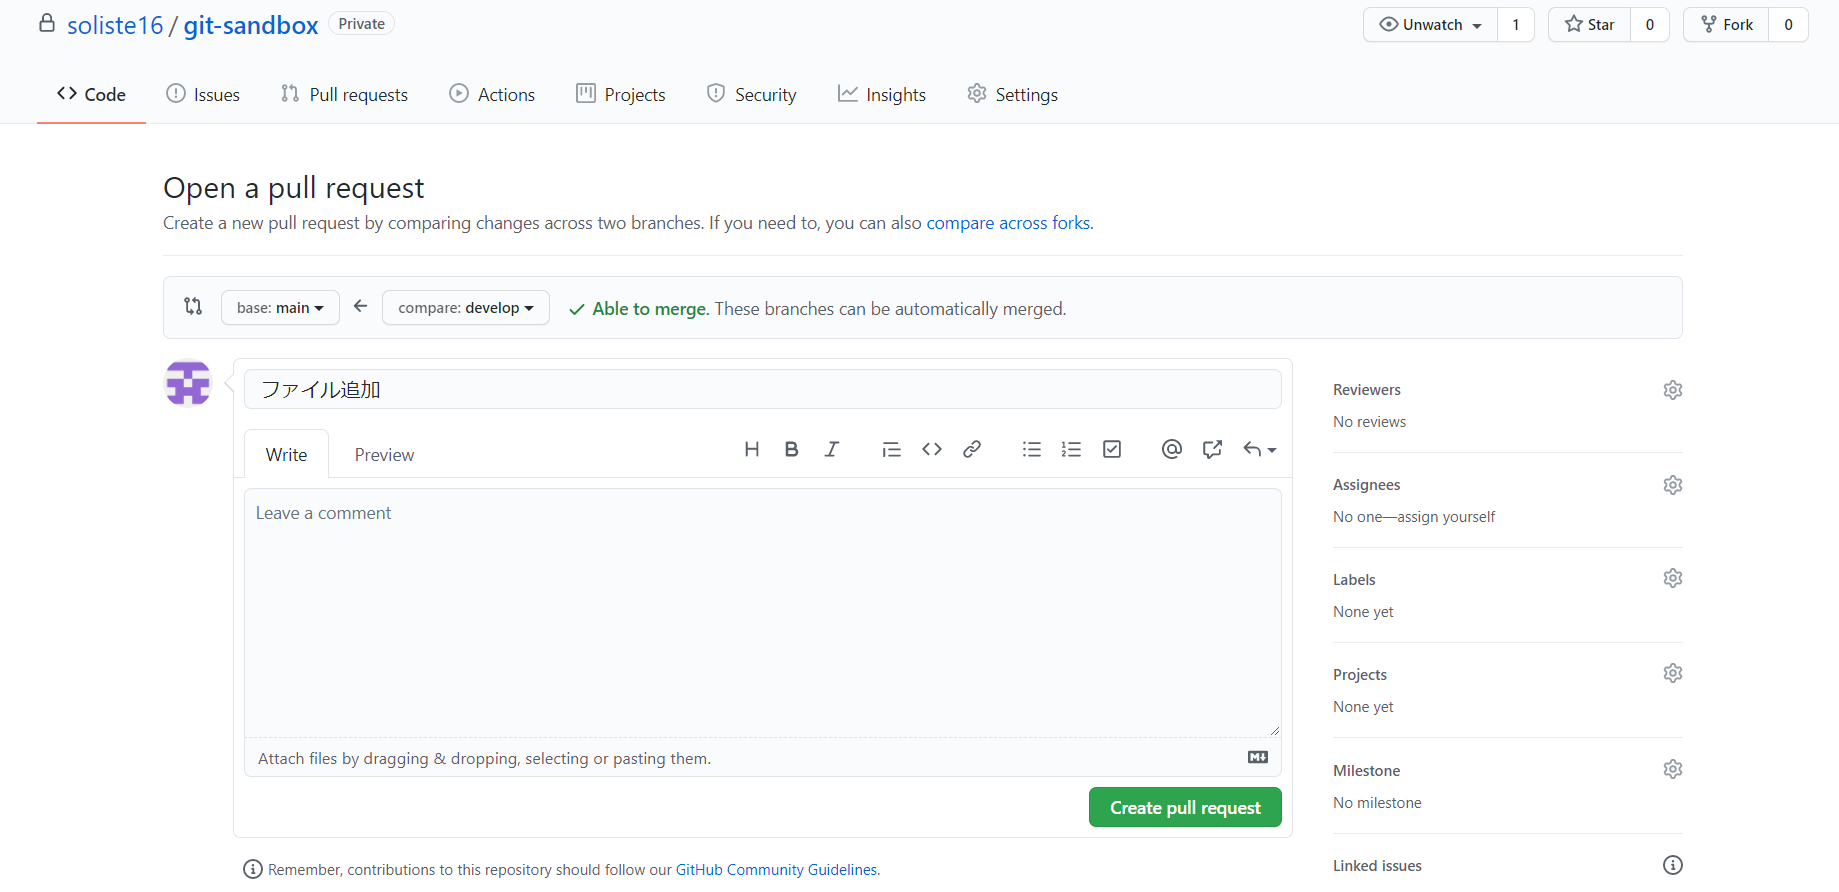 soliste16 / git-sandbox Private
Unwatch 1 Star 0 Fork 0
Code Issues Pull requests Actions Projects Security Insights Settings
Open a pull request
Create a new pull request by comparing changes across two branches. If you need to, you can also compare across forks.
base: main compare: develop Able to merge. These branches can be automatically merged.
ファイル追加
Write Preview
Leave a comment
Attach files by dragging & dropping, selecting or pasting them.
Create pull request
Remember, contributions to this repository should follow our GitHub Community Guidelines.
Reviewers
No reviews
Assignees
No one—assign yourself
Labels
None yet
Projects
None yet
Milestone
No milestone
Linked issues